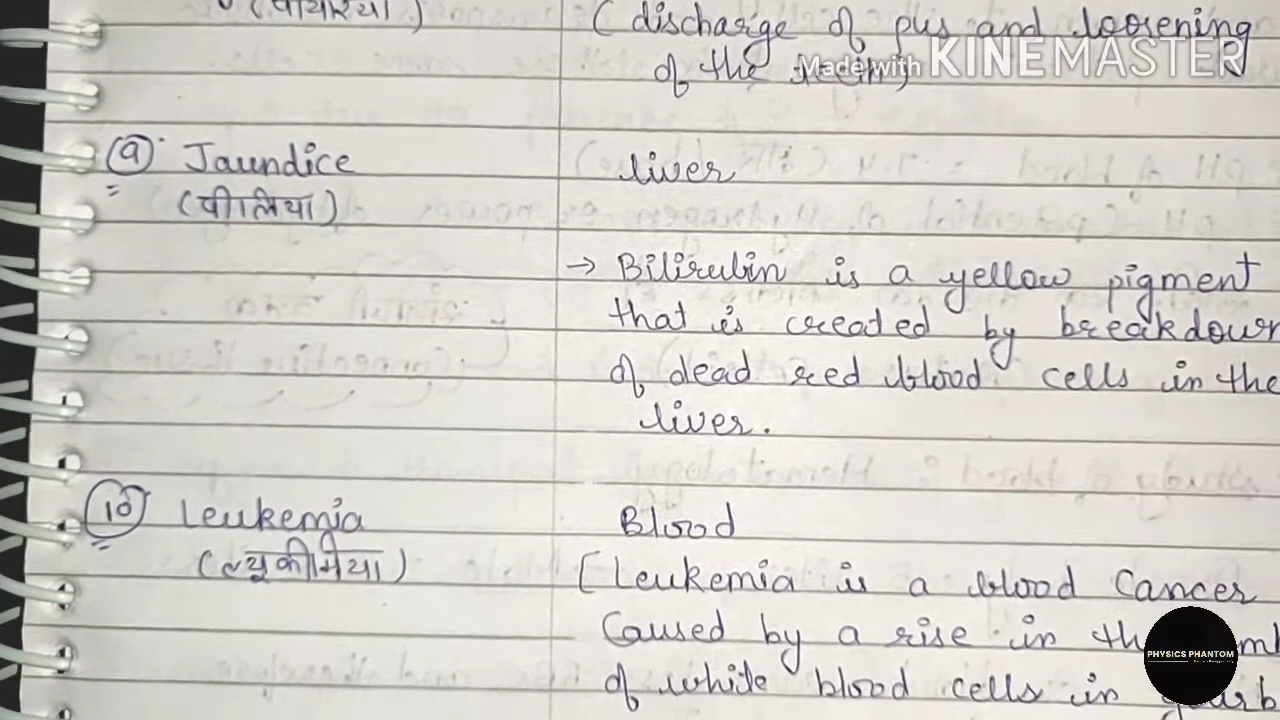 (पायरिया)
( discharge of pus and loosening
of the
Made with KINEMASTER
9 Jaundice
liver
(पीलिया)
→ Bilirubin is a yellow pigment
that is created by breakdown
of dead red blood cells in the
liver.
10 Leukemia
Blood
(ल्यूकीमिया)
[Leukemia is a blood Cancer
Caused by a rise in
of white blood cells in
PHYSICS PHANTOM